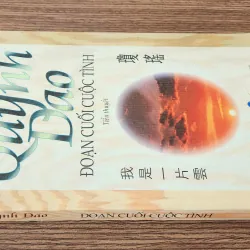 Quỳnh
Dao
ĐOẠN CUỐI CUỘC TÌNH
Tiểu thuyết
瓊瑤
我是一片雲
ĐOẠN CUỐI CUỘC TÌNH